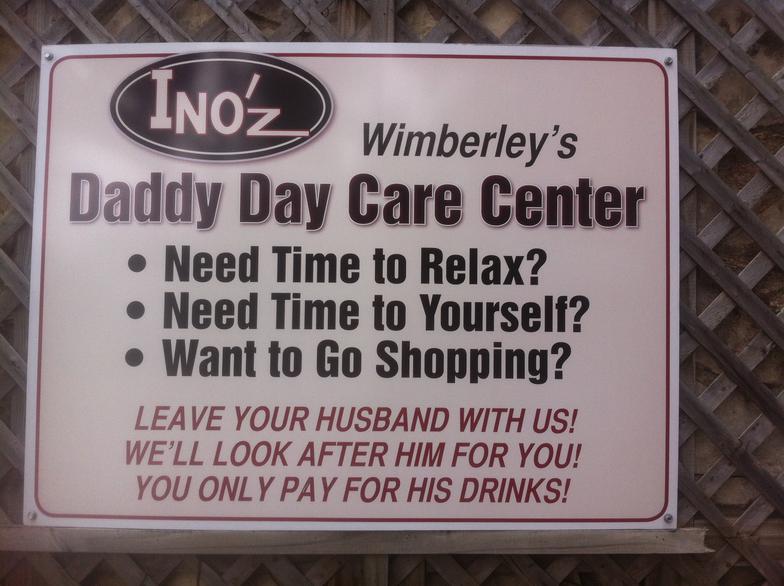 INO'Z
Wimberley's
Daddy Day Care Center
• Need Time to Relax?
• Need Time to Yourself?
• Want to Go Shopping?
LEAVE YOUR HUSBAND WITH US!
WE'LL LOOK AFTER HIM FOR YOU!
YOU ONLY PAY FOR HIS DRINKS!